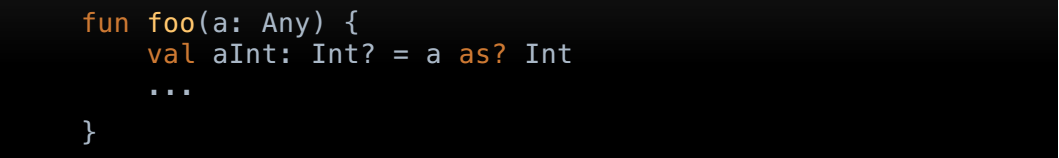 fun foo(a: Any) {
    val aInt: Int? = a as? Int
    ...
}